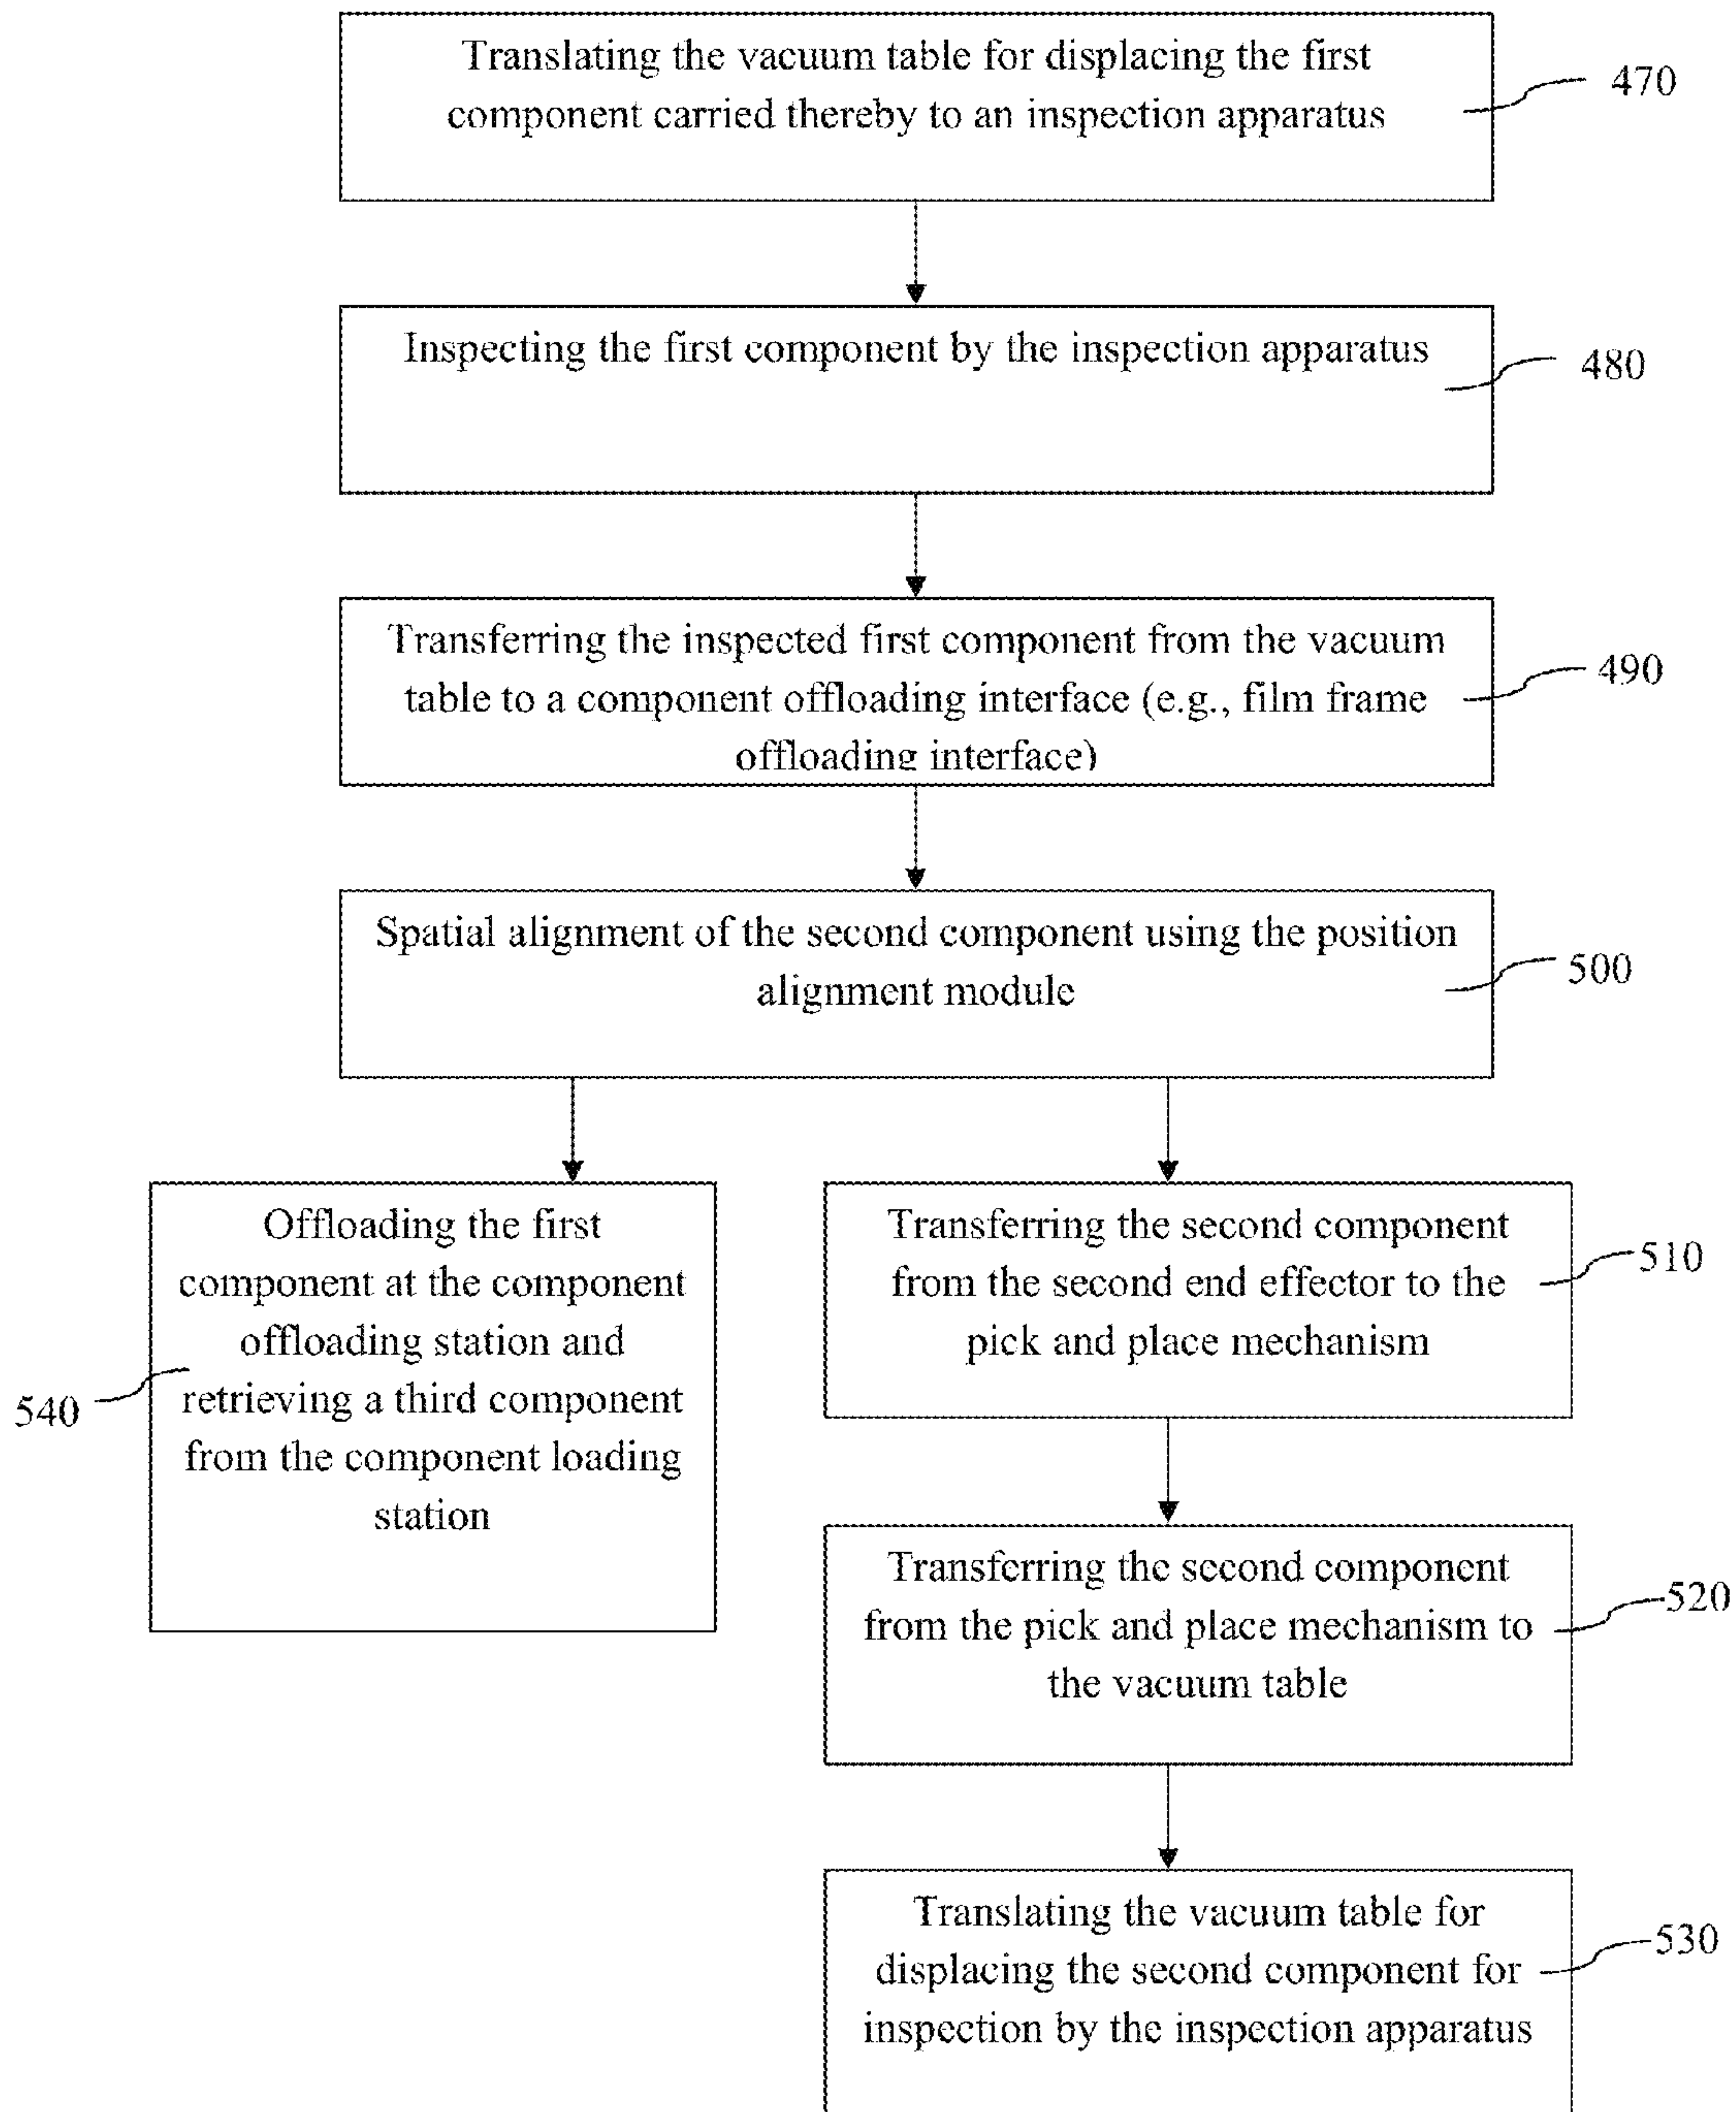 Translating the vacuum table for displacing the first
component carried thereby to an inspection apparatus
470
Inspecting the first component by the inspection apparatus
480
Transferring the inspected first component from the vacuum
table to a component offloading interface (e.g., film frame
offloading interface)
490
Spatial alignment of the second component using the position
alignment module
500
Offloading the first
component at the component
offloading station and
retrieving a third component
from the component loading
station
540
Transferring the second component
from the second end effector to the
pick and place mechanism
510
Transferring the second component
from the pick and place mechanism to
the vacuum table
520
Translating the vacuum table for
displacing the second component for
inspection by the inspection apparatus
530